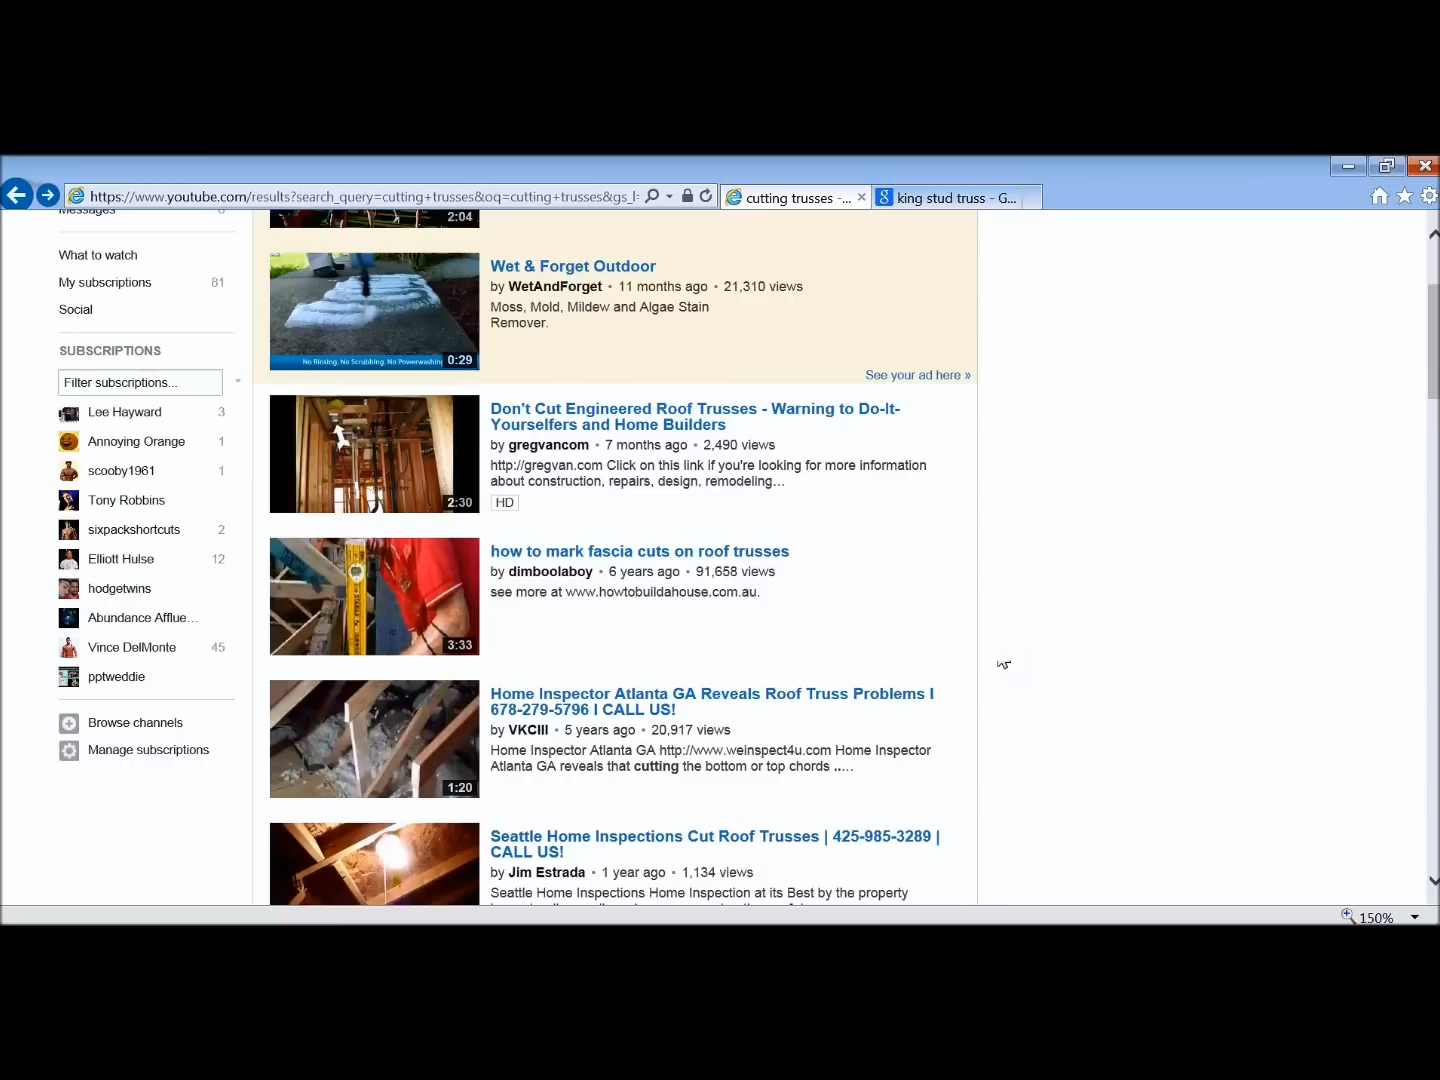 https://www.youtube.com/results?search_query=cutting+trusses&oq=cutting+trusses&gs_l=
cutting trusses -...
king stud truss - G...
Messages
2:04
What to watch
My subscriptions 81
Social
SUBSCRIPTIONS
Filter subscriptions...
Lee Hayward 3
Annoying Orange 1
scooby1961 1
Tony Robbins
sixpackshortcuts 2
Elliott Hulse 12
hodgetwins
Abundance Afflue...
Vince DelMonte 45
pptweddie
Browse channels
Manage subscriptions
Wet & Forget Outdoor
by WetAndForget • 11 months ago • 21,310 views
Moss, Mold, Mildew and Algae Stain
Remover.
No Rinsing. No Scrubbing. No Powerwashing
0:29
See your ad here »
Don't Cut Engineered Roof Trusses - Warning to Do-It-
Yourselfers and Home Builders
by gregvancom • 7 months ago • 2,490 views
http://gregvan.com Click on this link if you're looking for more information
about construction, repairs, design, remodeling...
HD
2:30
how to mark fascia cuts on roof trusses
by dimboolaboy • 6 years ago • 91,658 views
see more at www.howtobuildahouse.com.au.
3:33
Home Inspector Atlanta GA Reveals Roof Truss Problems I
678-279-5796 I CALL US!
by VKCIII • 5 years ago • 20,917 views
Home Inspector Atlanta GA http://www.weinspect4u.com Home Inspector
Atlanta GA reveals that cutting the bottom or top chords .....
1:20
Seattle Home Inspections Cut Roof Trusses | 425-985-3289 |
CALL US!
by Jim Estrada • 1 year ago • 1,134 views
Seattle Home Inspections Home Inspection at its Best by the property
150%